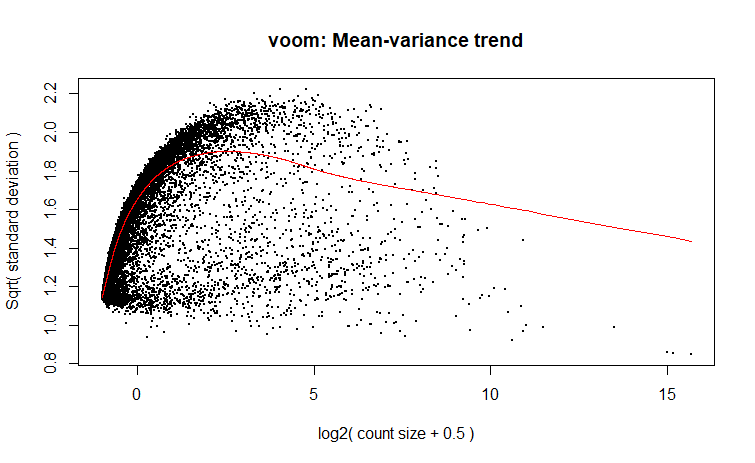 voom: Mean-variance trend
Sqrt( standard deviation )
2.2
2.0
1.8
1.6
1.4
1.2
1.0
0.8
0 5 10 15
log2( count size + 0.5 )